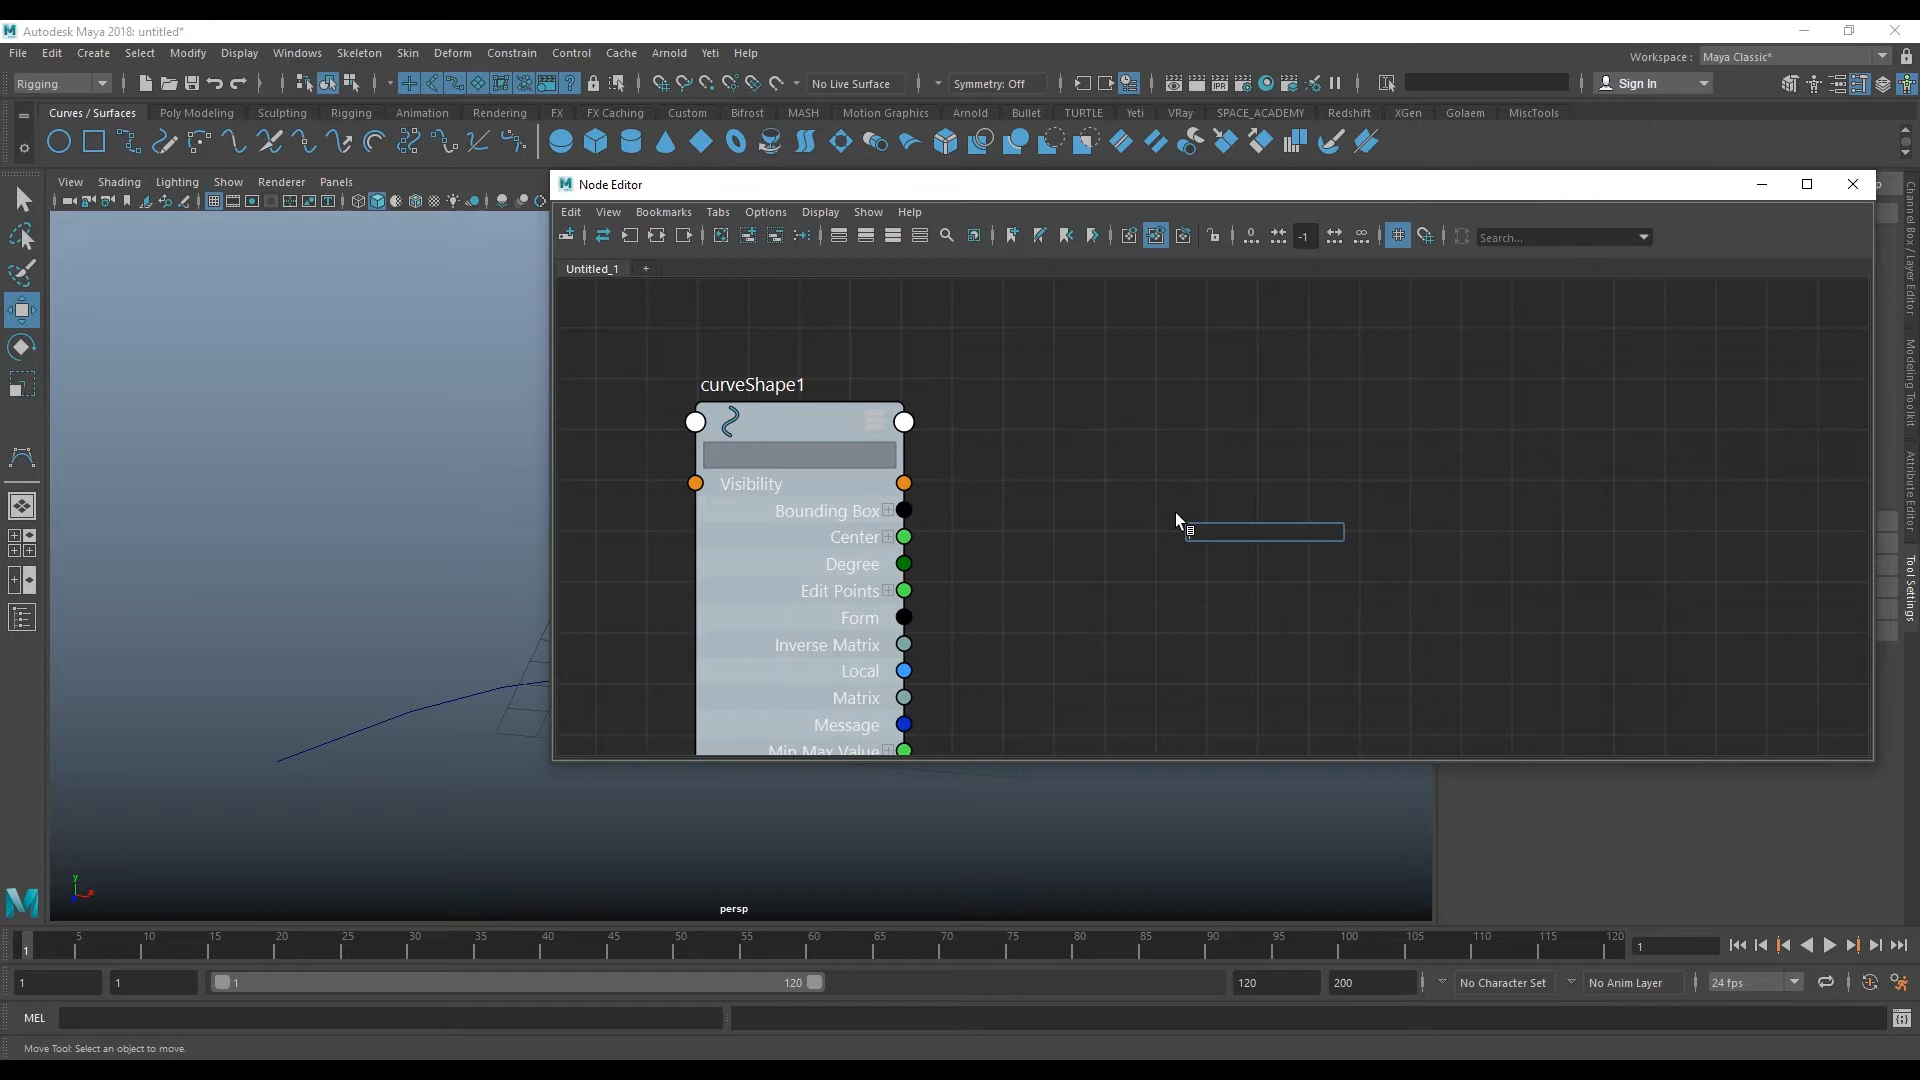 Autodesk Maya 2018: untitled*
File Edit Create Select Modify Display Windows Skeleton Skin Deform Constrain Control Cache Arnold Yeti Help
Workspace : Maya Classic*
Rigging No Live Surface Symmetry: Off IPR Sign In
Curves / Surfaces Poly Modeling Sculpting Rigging Animation Rendering FX FX Caching Custom Bifrost MASH Motion Graphics Arnold Bullet TURTLE Yeti VRay SPACE_ACADEMY Redshift XGen Golaem MiscTools
View Shading Lighting Show Renderer Panels
Node Editor
Edit View Bookmarks Tabs Options Display Show Help
0 -1 Search...
Untitled_1 +
curveShape1
Visibility
Bounding Box
Center
Degree
Edit Points
Form
Inverse Matrix
Local
Matrix
Message
Min Max Value
Channel Box / Layer Editor
Modeling Toolkit
Attribute Editor
Tool Settings
y
x
persp
5 10 15 20 25 30 35 40 45 50 55 60 65 70 75 80 85 90 95 100 105 110 115 120
1 1
1 1 1 120 120 200 No Character Set No Anim Layer 24 fps
MEL
Move Tool: Select an object to move.